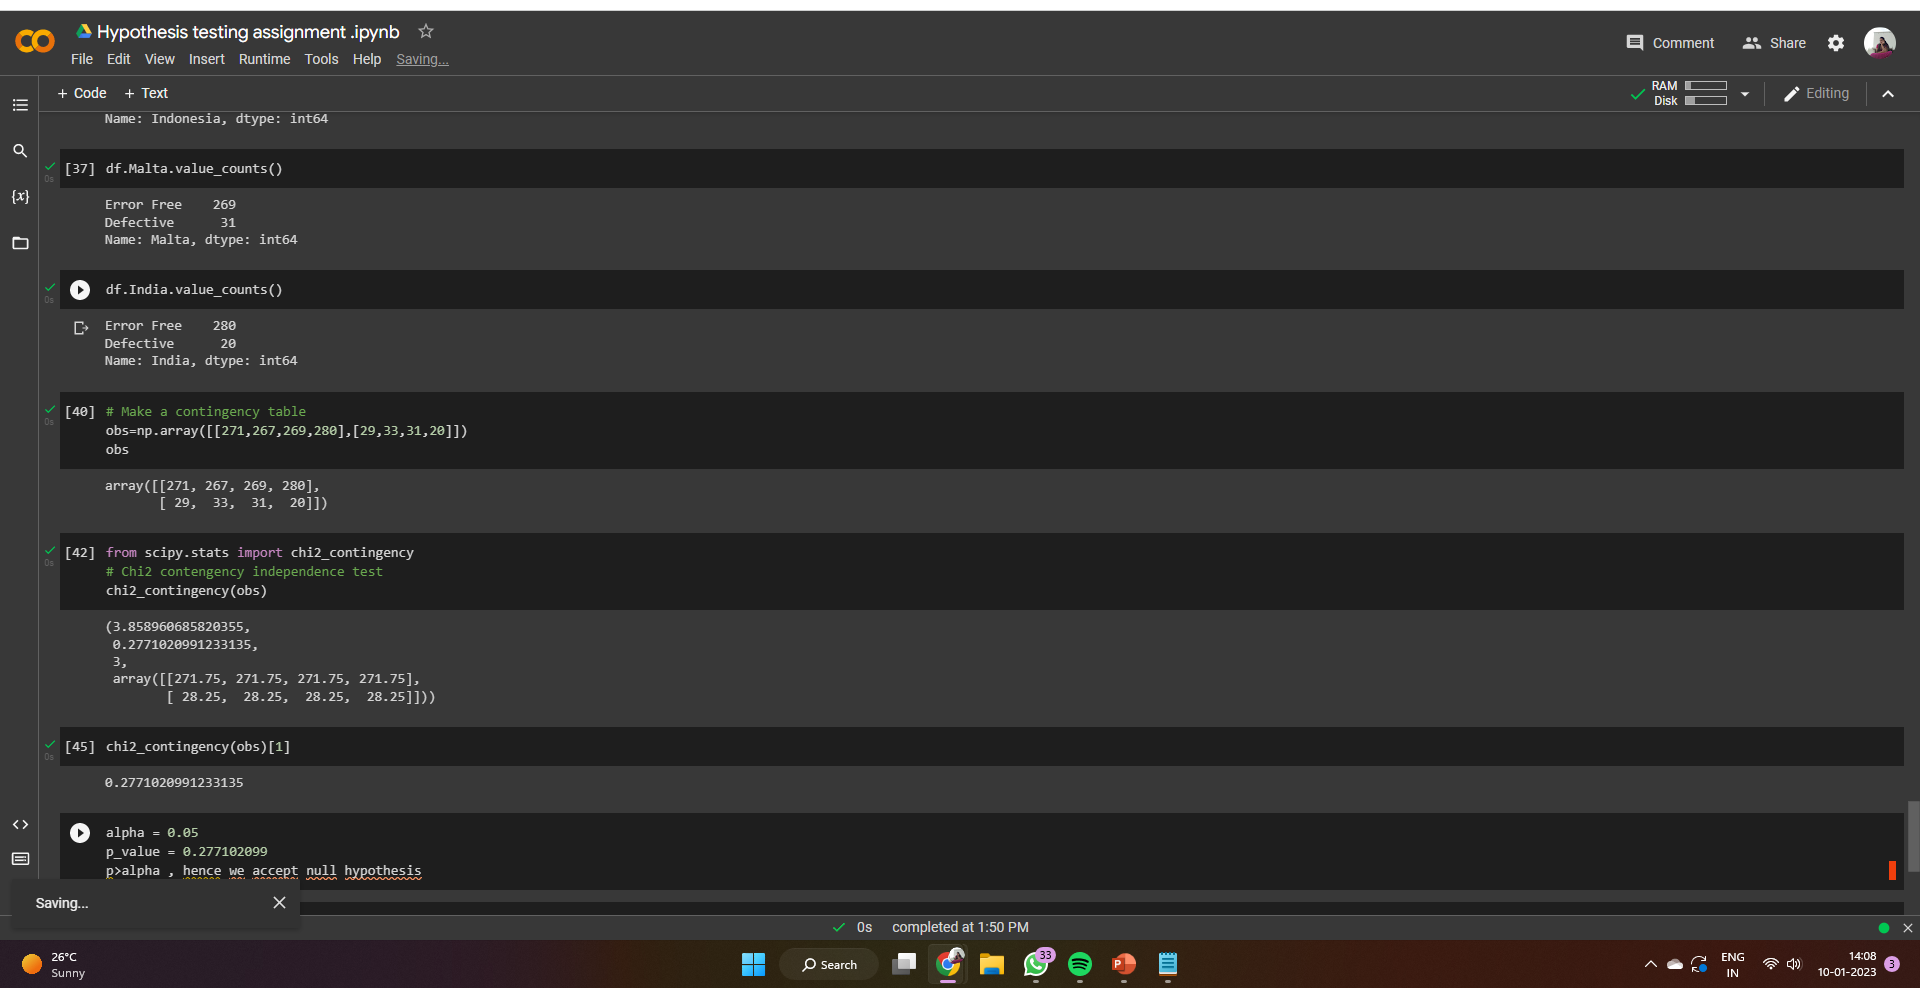 Hypothesis testing assignment .ipynb
File Edit View Insert Runtime Tools Help Saving...
Comment Share
+ Code + Text
RAM
Disk
Editing
Name: Indonesia, dtype: int64
[37] df.Malta.value_counts()
0s
Error Free 269
Defective 31
Name: Malta, dtype: int64
df.India.value_counts()
0s
Error Free 280
Defective 20
Name: India, dtype: int64
[40] # Make a contingency table
0s
obs=np.array([[271,267,269,280],[29,33,31,20]])
obs
array([[271, 267, 269, 280],
[ 29, 33, 31, 20]])
[42] from scipy.stats import chi2_contingency
0s
# Chi2 contengency independence test
chi2_contingency(obs)
(3.858960685820355,
0.2771020991233135,
3,
array([[271.75, 271.75, 271.75, 271.75],
[ 28.25, 28.25, 28.25, 28.25]]))
[45] chi2_contingency(obs)[1]
0s
0.2771020991233135
alpha = 0.05
p_value = 0.277102099
p>alpha , hence we accept null hypothesis
Saving...
0s completed at 1:50 PM
26°C
Sunny
Search
33
ENG
IN
14:08
10-01-2023
3